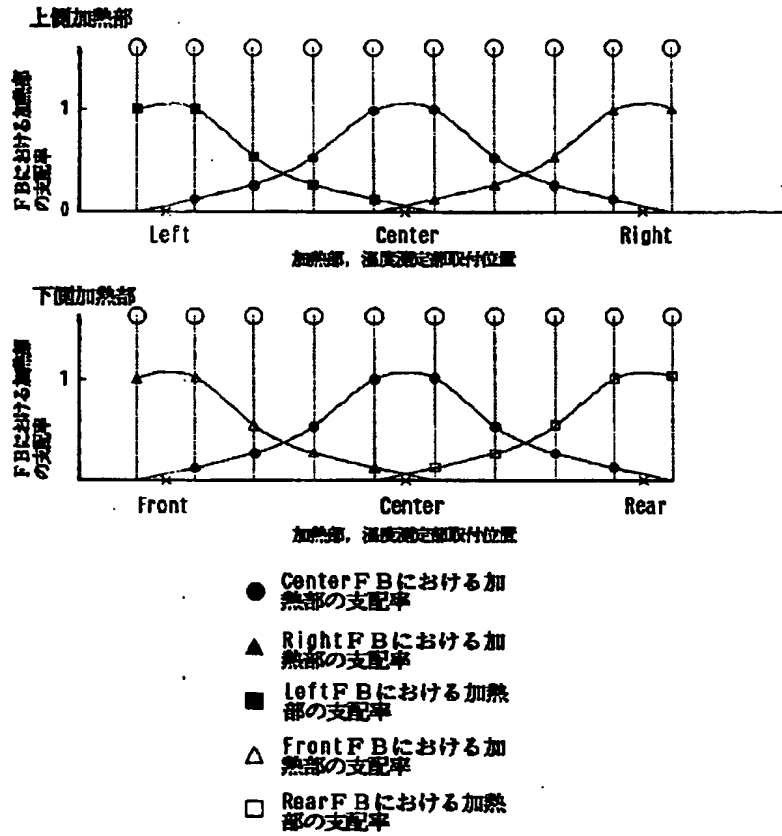 上側加熱部
FBにおける加熱部
の支配率
1
0
Left
Center
Right
加熱部, 温度測定部取付位置
下側加熱部
FBにおける加熱部
の支配率
1
Front
Center
Rear
加熱部, 温度測定部取付位置
CenterFBにおける加
熱部の支配率
RightFBにおける加
熱部の支配率
leftFBにおける加熱
部の支配率
FrontFBにおける加
熱部の支配率
RearFBにおける加熱
部の支配率